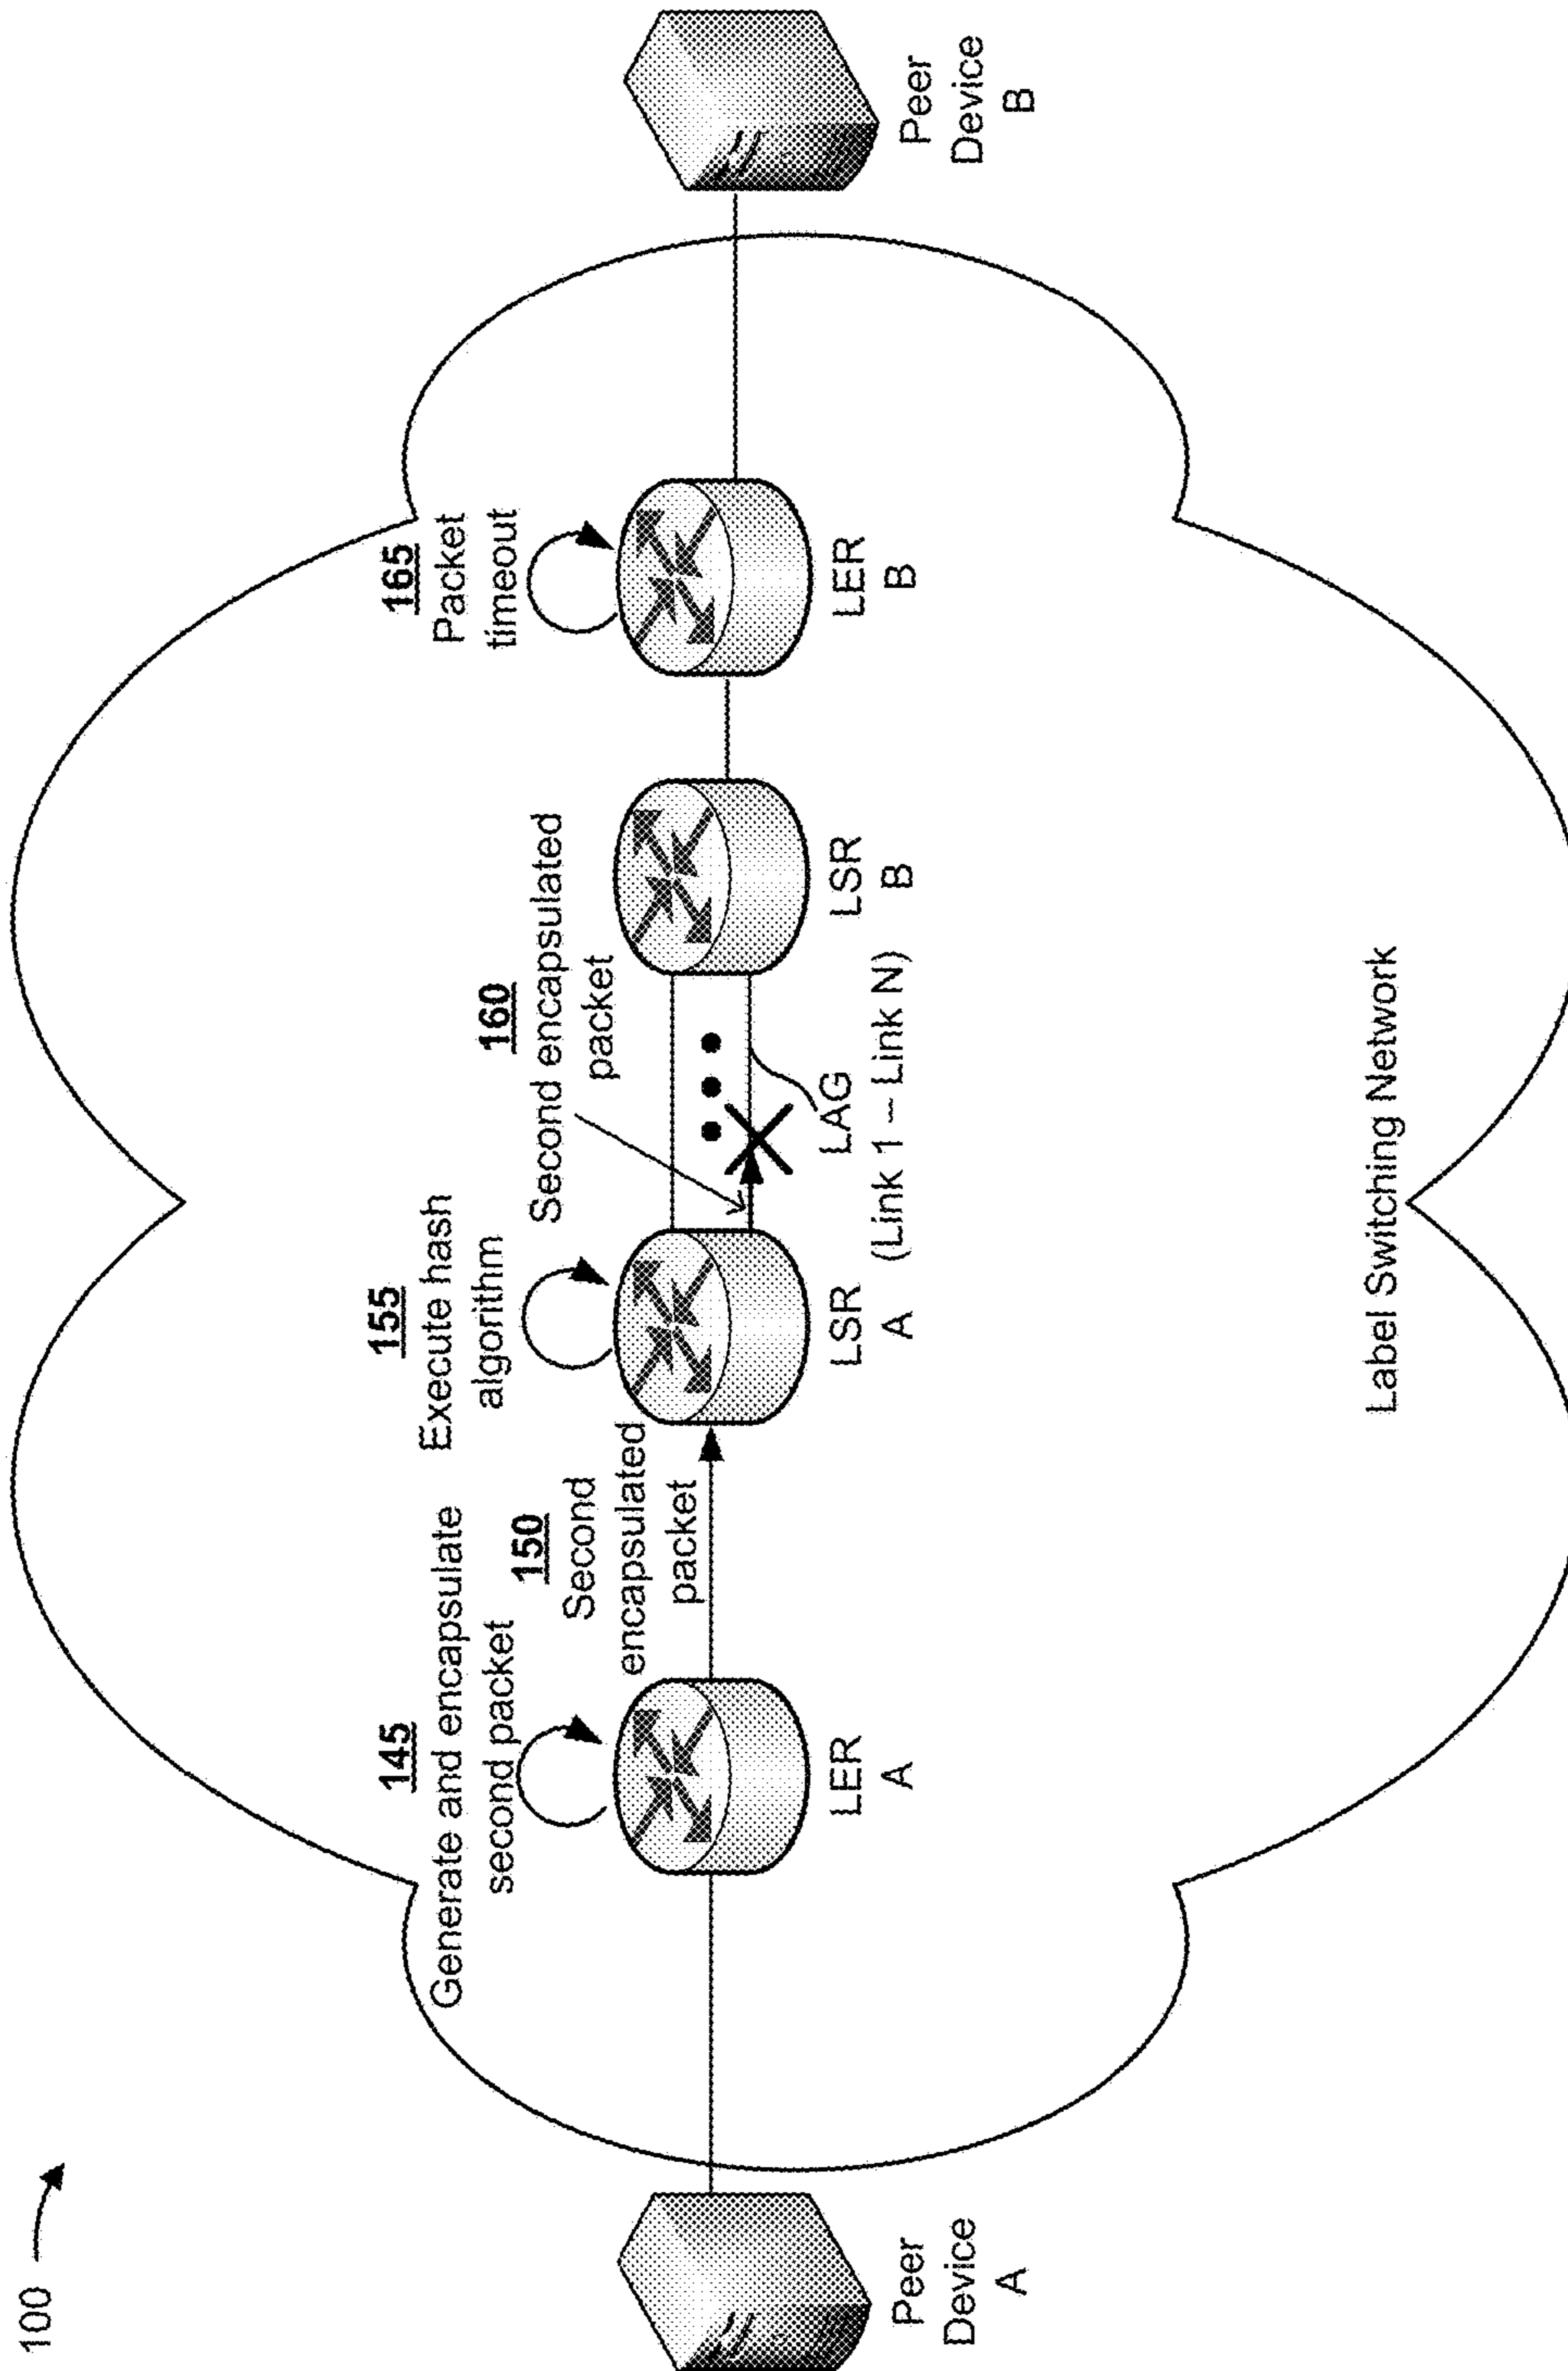 100
145
Generate and encapsulate
second packet
150
Second
encapsulated
packet
155
Execute hash
algorithm
160
Second encapsulated
packet
165
Packet
timeout
Peer
Device
A
LER
A
LSR
A
LAG
(Link 1 -- Link N)
LSR
B
LER
B
Peer
Device
B
Label Switching Network